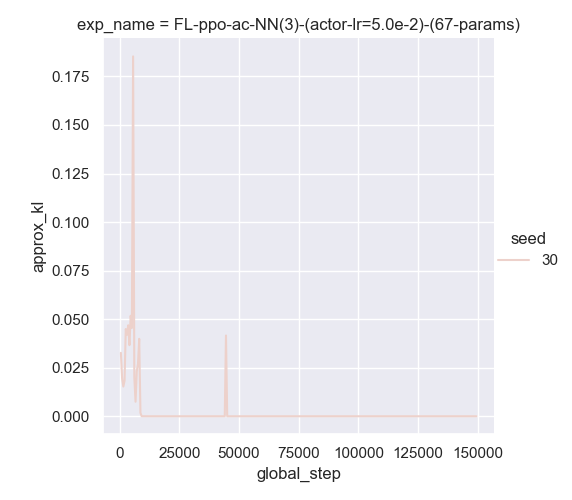 exp_name = FL-ppo-ac-NN(3)-(actor-lr=5.0e-2)-(67-params)
0.175
0.150
0.125
0.100
0.075
0.050
0.025
0.000
approx_kl
0 25000 50000 75000 100000 125000 150000
global_step
seed
30